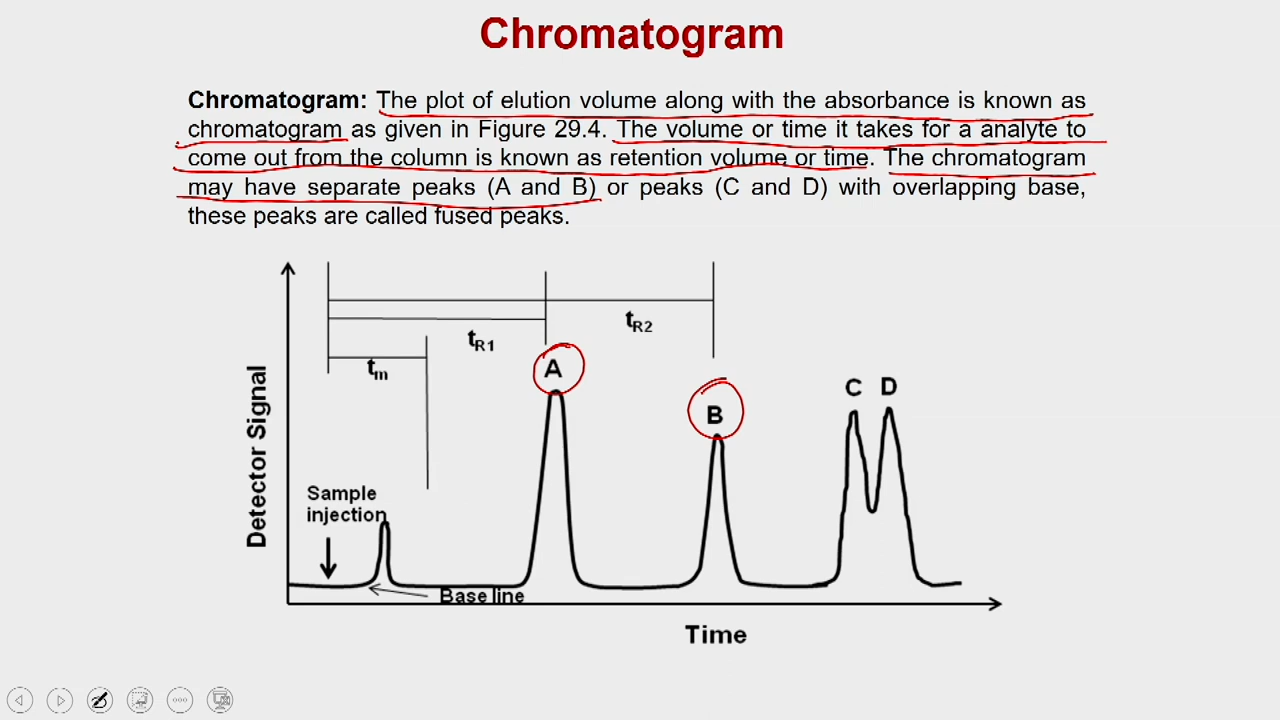 Chromatogram
Chromatogram: The plot of elution volume along with the absorbance is known as
chromatogram as given in Figure 29.4. The volume or time it takes for a analyte to
come out from the column is known as retention volume or time. The chromatogram
may have separate peaks (A and B) or peaks (C and D) with overlapping base,
these peaks are called fused peaks.
tR2
tR1
tm
A
B
C D
Detector Signal
Sample
injection
Base line
Time